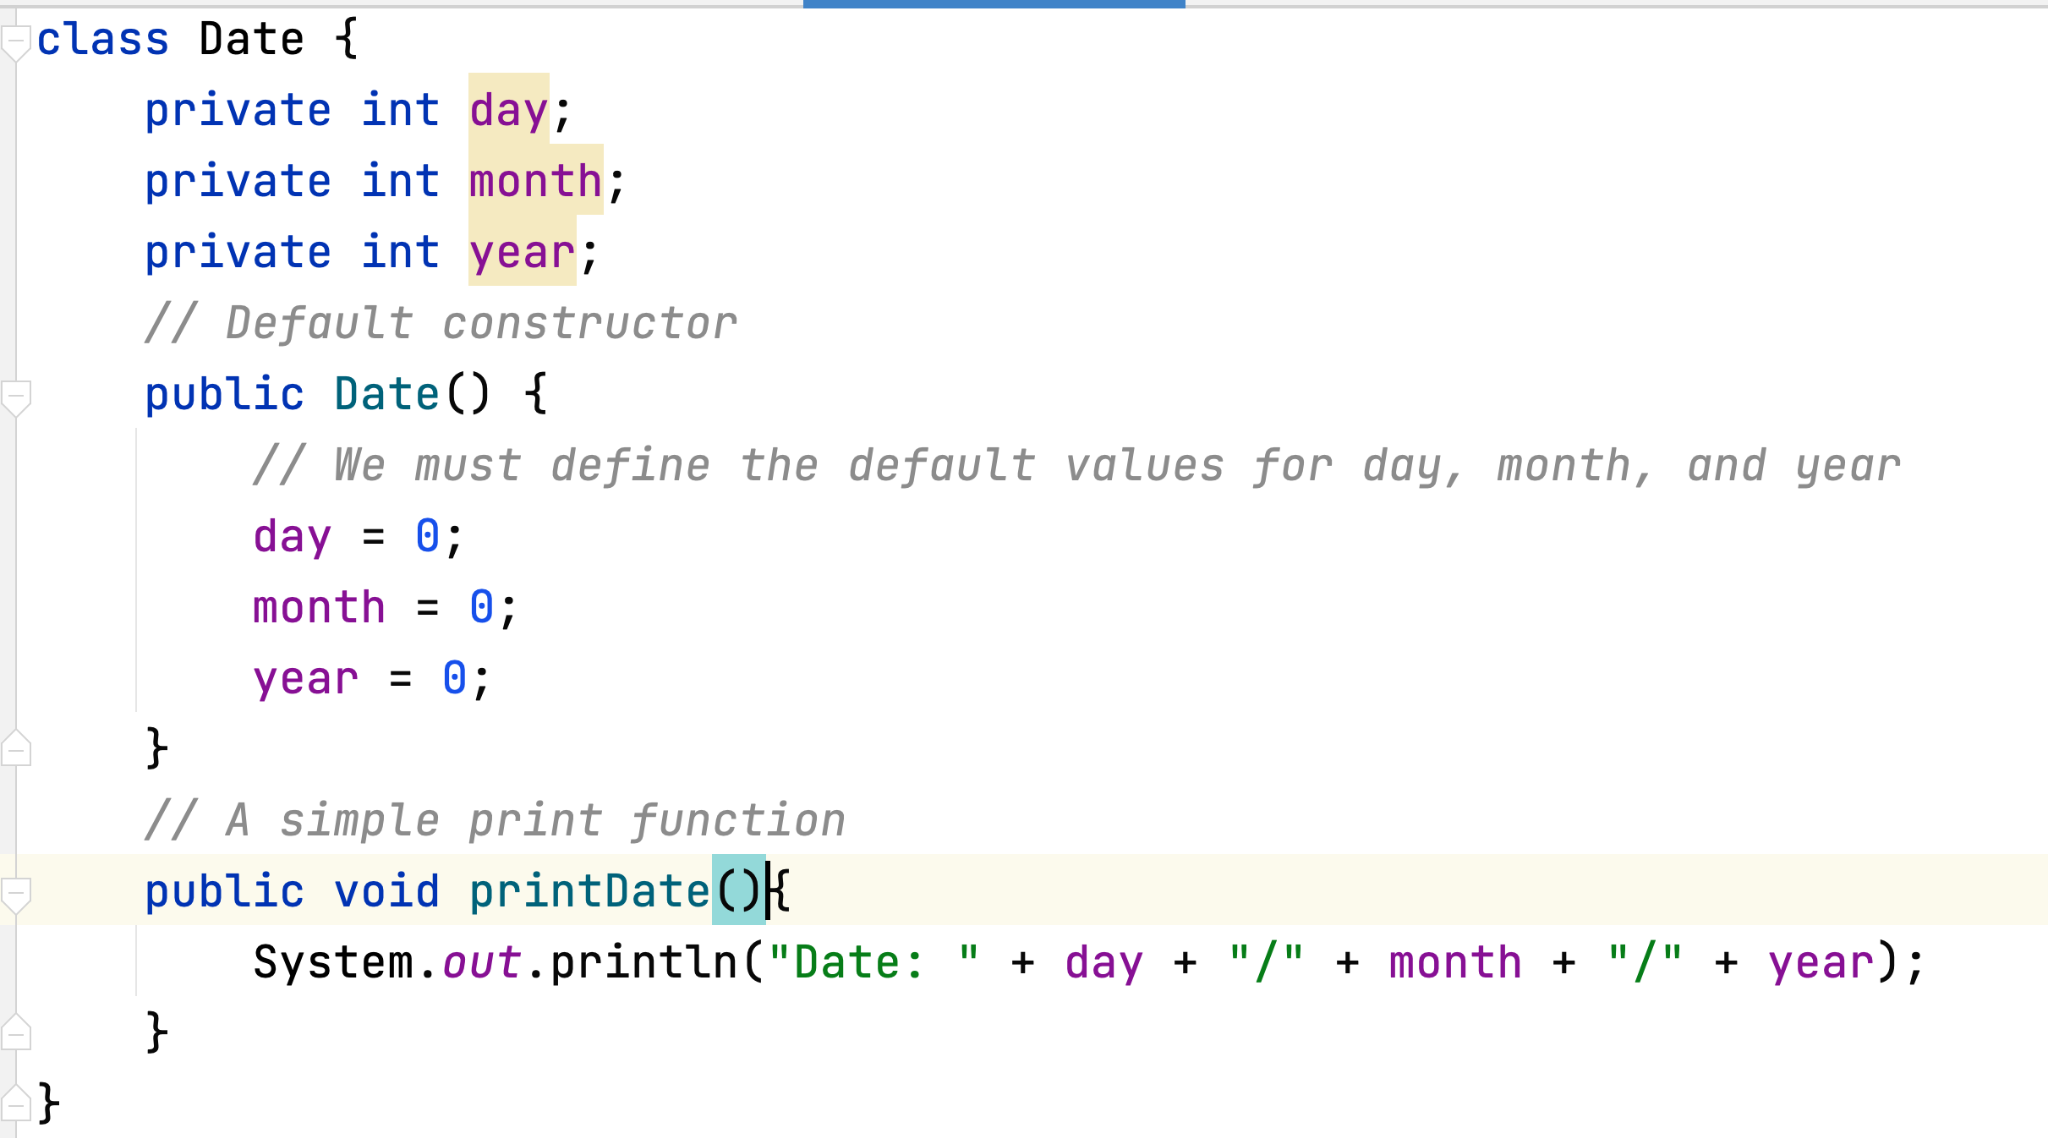 class Date {
    private int day;
    private int month;
    private int year;
    // Default constructor
    public Date() {
        // We must define the default values for day, month, and year
        day = 0;
        month = 0;
        year = 0;
    }
    // A simple print function
    public void printDate(){
        System.out.println("Date: " + day + "/" + month + "/" + year);
    }
}